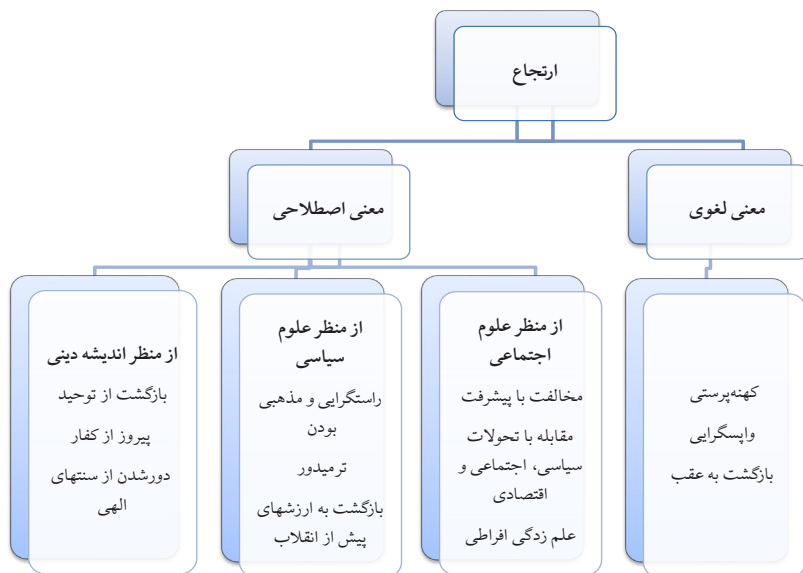 ارتجاع
معنی لغوی
معنی اصطلاحی
کهنه‌پرستی
واپسگرایی
بازگشت به عقب
از منظر علوم
اجتماعی
مخالفت با پیشرفت
مقابله با تحولات
سیاسی، اجتماعی و
اقتصادی
علم زدگی افراطی
از منظر علوم
سیاسی
راستگرایی و مذهبی
بودن
ترمیدور
بازگشت به ارزشهای
پیش از انقلاب
از منظر اندیشه دینی
بازگشت از توحید
پیروز از کفار
دورشدن از سنتهای
الهی